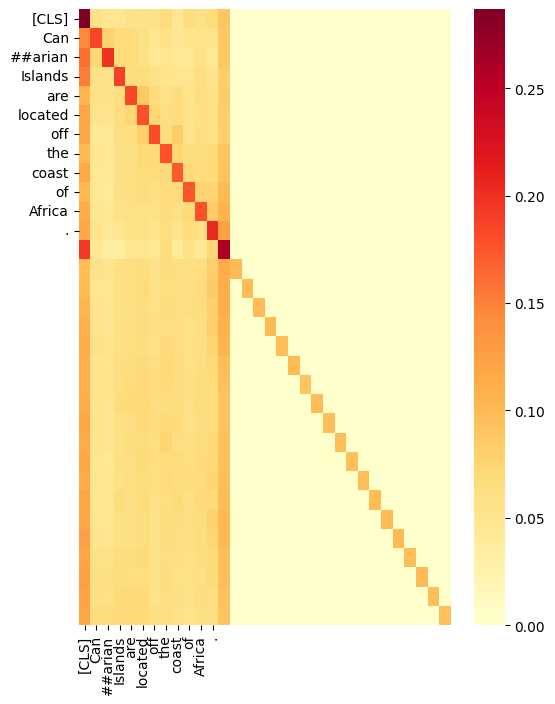 [CLS]
Can
##arian
Islands
are
located
off
the
coast
of
Africa
.
[CLS]
Can
##arian
Islands
are
located
off
the
coast
of
Africa
.
0.25
0.20
0.15
0.10
0.05
0.00